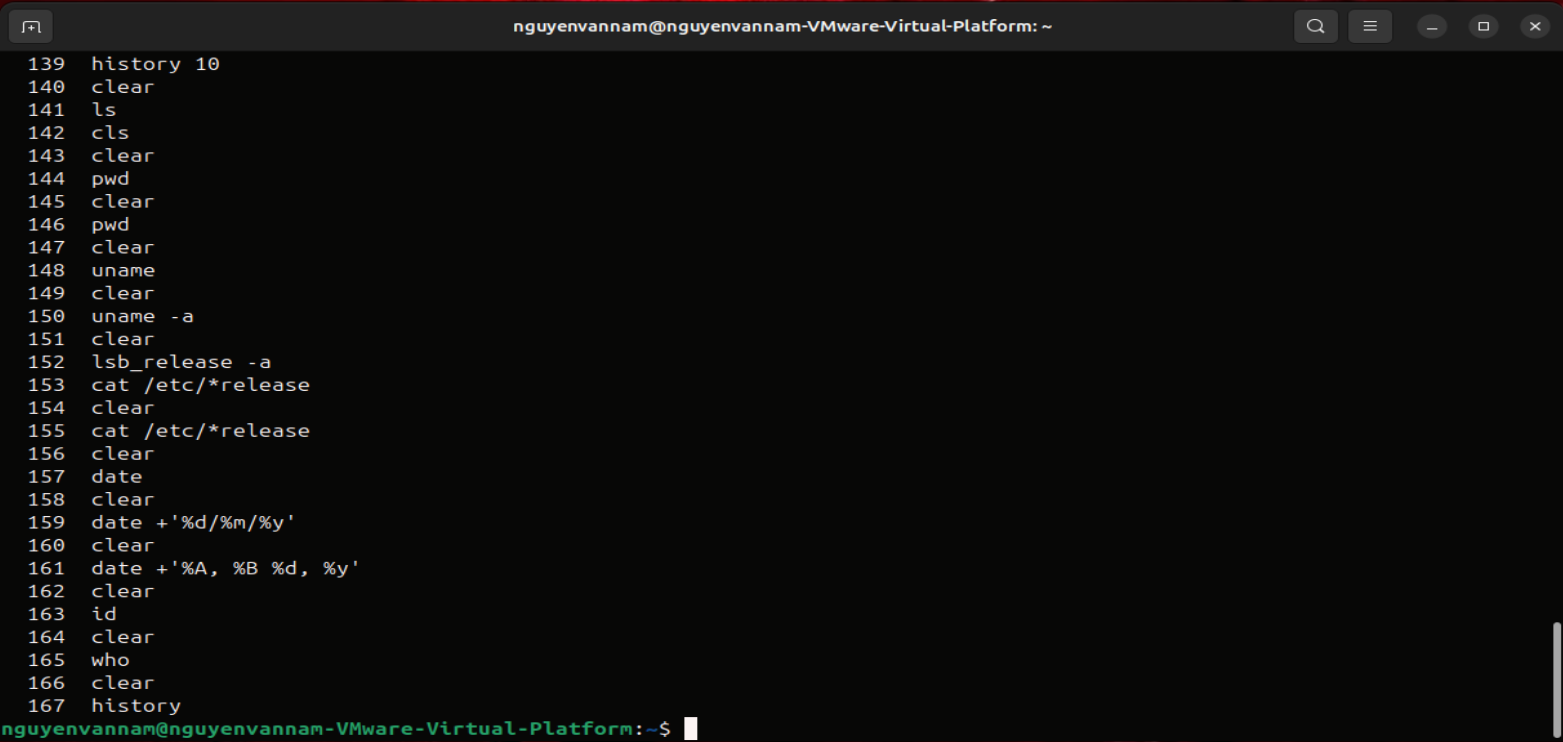 nguyenvannam@nguyenvannam-VMware-Virtual-Platform: ~
139 history 10
140 clear
141 ls
142 cls
143 clear
144 pwd
145 clear
146 pwd
147 clear
148 uname
149 clear
150 uname -a
151 clear
152 lsb_release -a
153 cat /etc/*release
154 clear
155 cat /etc/*release
156 clear
157 date
158 clear
159 date +'%d/%m/%y'
160 clear
161 date +'%A, %B %d, %y'
162 clear
163 id
164 clear
165 who
166 clear
167 history
nguyenvannam@nguyenvannam-VMware-Virtual-Platform:~$